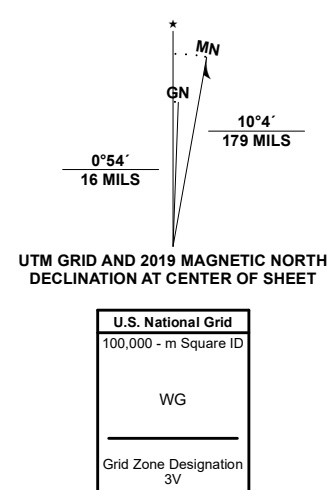 ★
MN
GN
10°4´
179 MILS
0°54´
16 MILS
UTM GRID AND 2019 MAGNETIC NORTH
DECLINATION AT CENTER OF SHEET
U.S. National Grid
100,000 - m Square ID
WG
Grid Zone Designation
3V